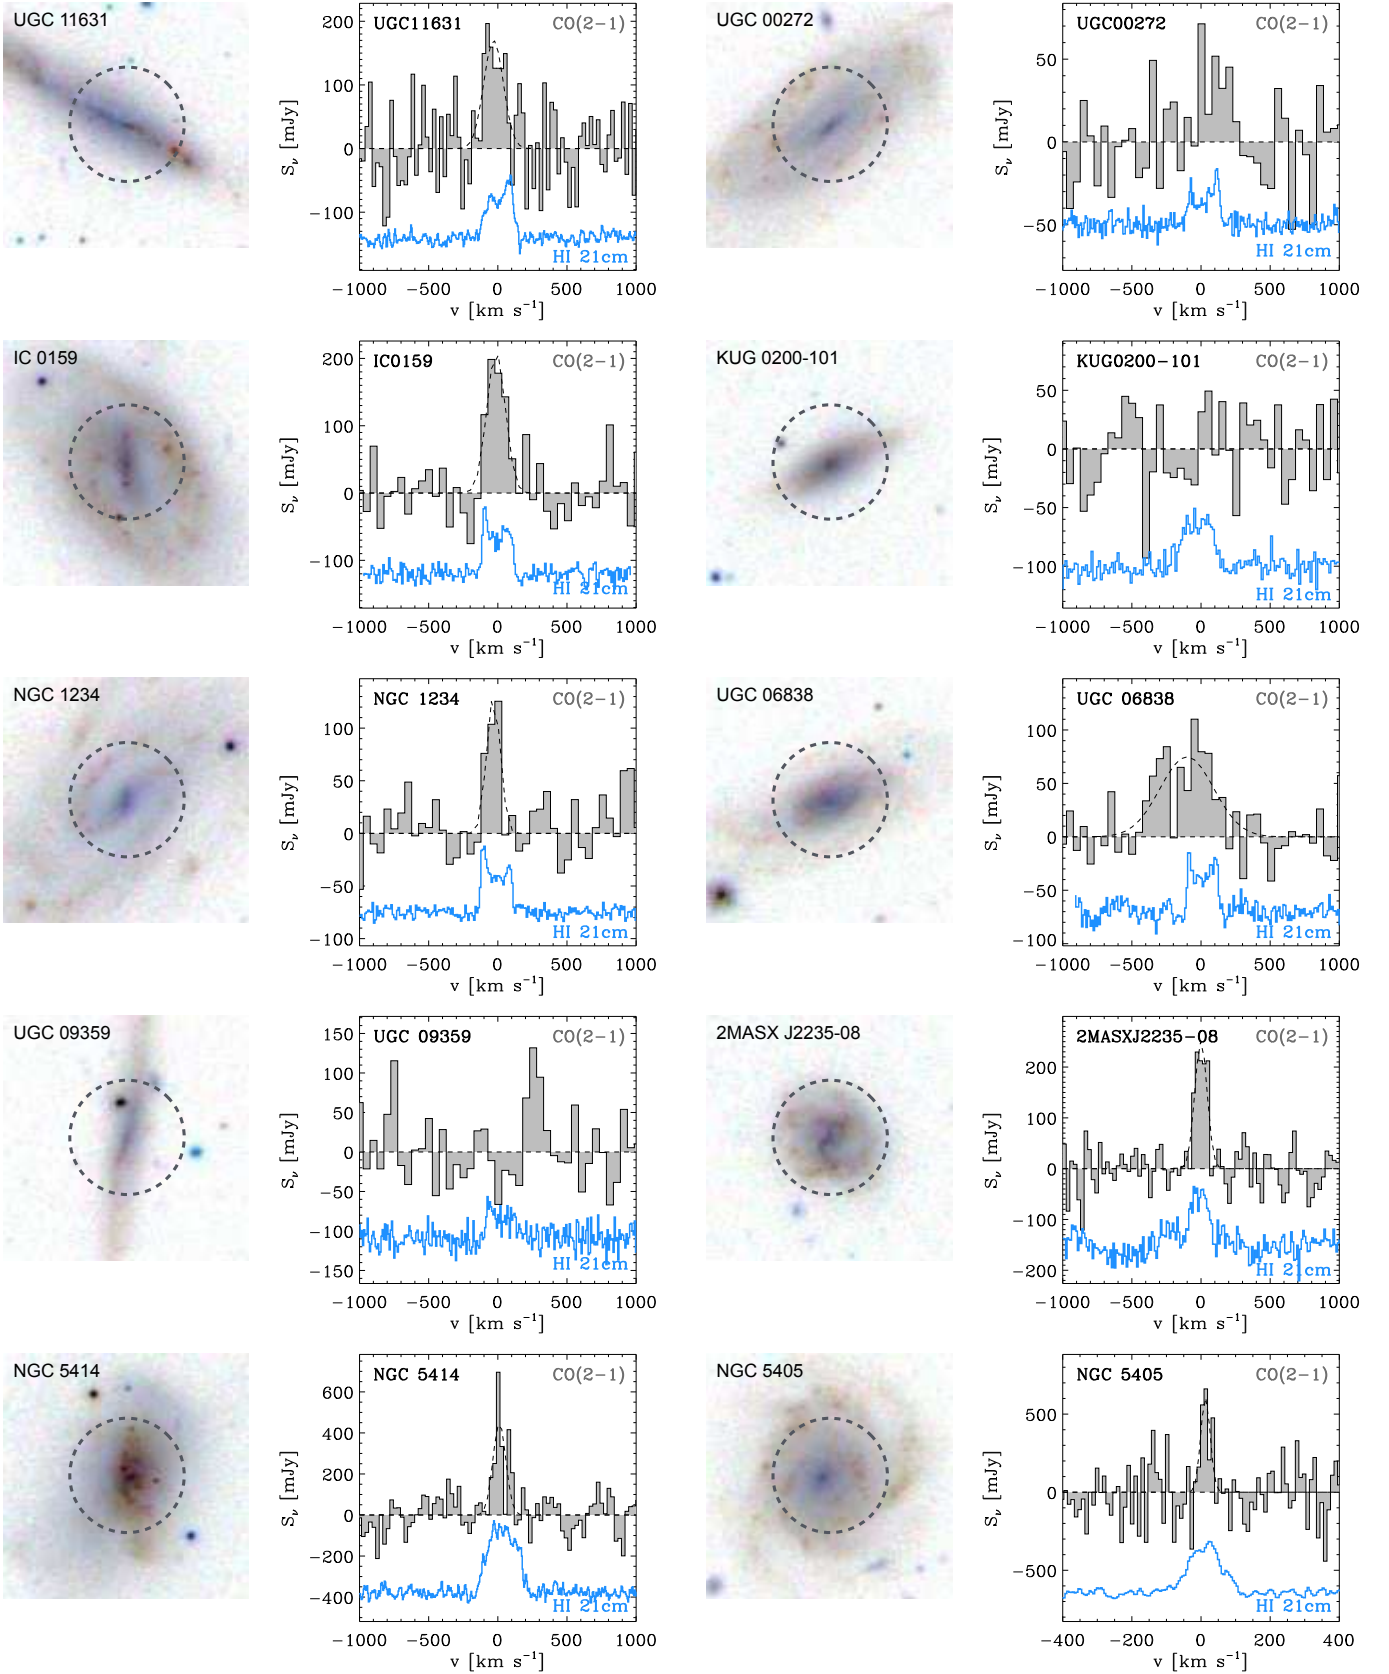 UGC 11631
UGC11631 CO(2-1)
200
100
0
-100
Sν [mJy]
HI 21cm
-1000 -500 0 500 1000
v [km s⁻¹]
UGC 00272
UGC00272 CO(2-1)
50
0
-50
Sν [mJy]
HI 21cm
-1000 -500 0 500 1000
v [km s⁻¹]
IC 0159
IC0159 CO(2-1)
200
100
0
-100
Sν [mJy]
HI 21cm
-1000 -500 0 500 1000
v [km s⁻¹]
KUG 0200-101
KUG0200-101 CO(2-1)
50
0
-50
-100
Sν [mJy]
HI 21cm
-1000 -500 0 500 1000
v [km s⁻¹]
NGC 1234
NGC 1234 CO(2-1)
100
50
0
-50
-100
Sν [mJy]
HI 21cm
-1000 -500 0 500 1000
v [km s⁻¹]
UGC 06838
UGC 06838 CO(2-1)
100
50
0
-50
-100
Sν [mJy]
HI 21cm
-1000 -500 0 500 1000
v [km s⁻¹]
UGC 09359
UGC 09359 CO(2-1)
150
100
50
0
-50
-100
-150
Sν [mJy]
HI 21cm
-1000 -500 0 500 1000
v [km s⁻¹]
2MASX J2235-08
2MASXJ2235-08 CO(2-1)
200
100
0
-100
-200
Sν [mJy]
HI 21cm
-1000 -500 0 500 1000
v [km s⁻¹]
NGC 5414
NGC 5414 CO(2-1)
600
400
200
0
-200
-400
Sν [mJy]
HI 21cm
-1000 -500 0 500 1000
v [km s⁻¹]
NGC 5405
NGC 5405 CO(2-1)
500
0
-500
Sν [mJy]
HI 21cm
-400 -200 0 200 400
v [km s⁻¹]